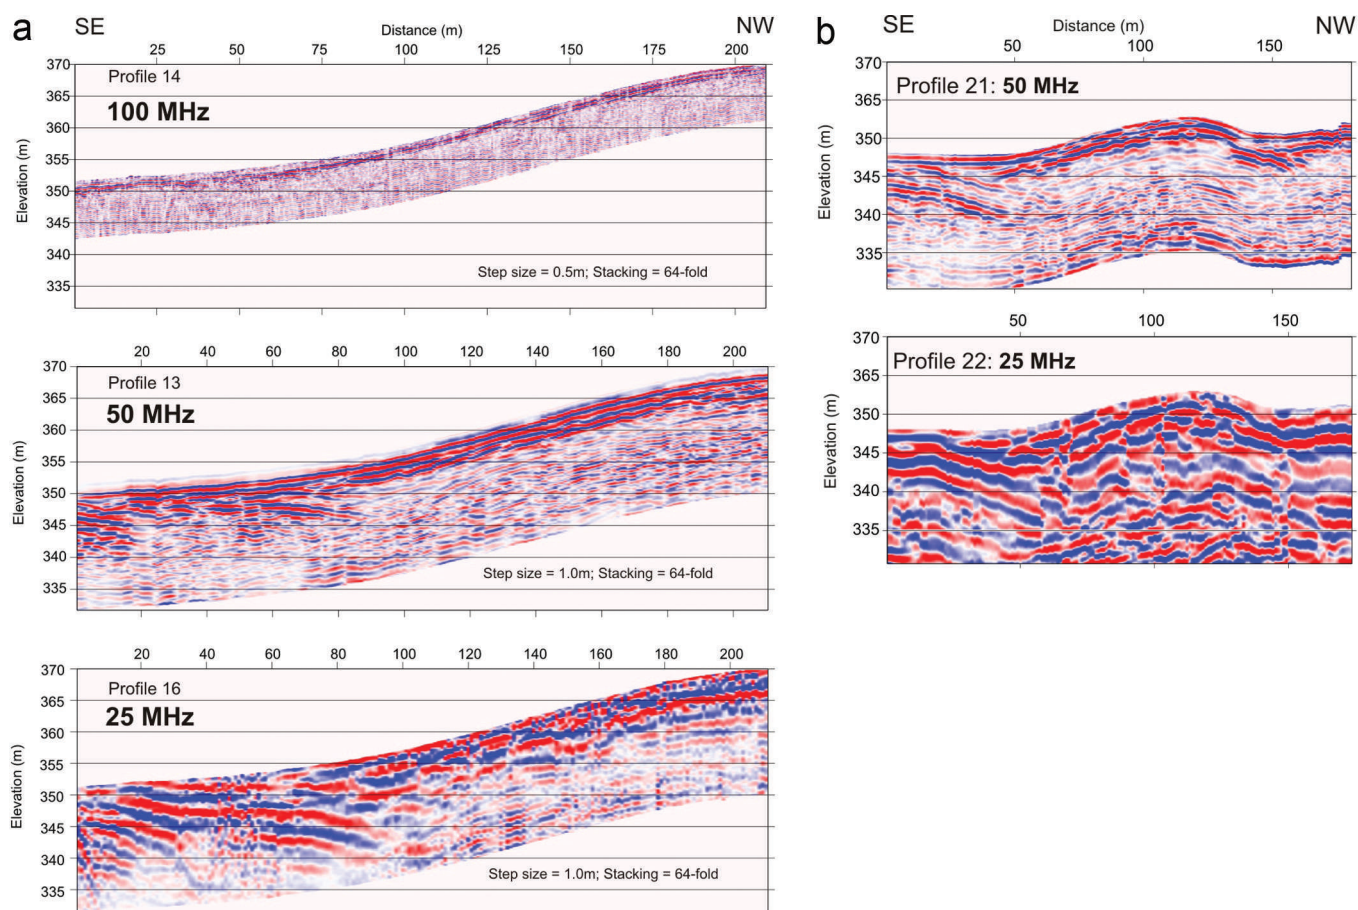 a
SE
Distance (m)
NW
25 50 75 100 125 150 175 200
Profile 14
100 MHz
Elevation (m)
370
365
360
355
350
345
340
335
Step size = 0.5m; Stacking = 64-fold
20 40 60 80 100 120 140 160 180 200
Profile 13
50 MHz
Elevation (m)
370
365
360
355
350
345
340
335
Step size = 1.0m; Stacking = 64-fold
20 40 60 80 100 120 140 160 180 200
Profile 16
25 MHz
Elevation (m)
370
365
360
355
350
345
340
335
Step size = 1.0m; Stacking = 64-fold
b
SE
Distance (m)
NW
50 100 150
Profile 21: 50 MHz
Elevation (m)
370
365
350
345
340
335
50 100 150
Profile 22: 25 MHz
Elevation (m)
370
365
350
345
340
335